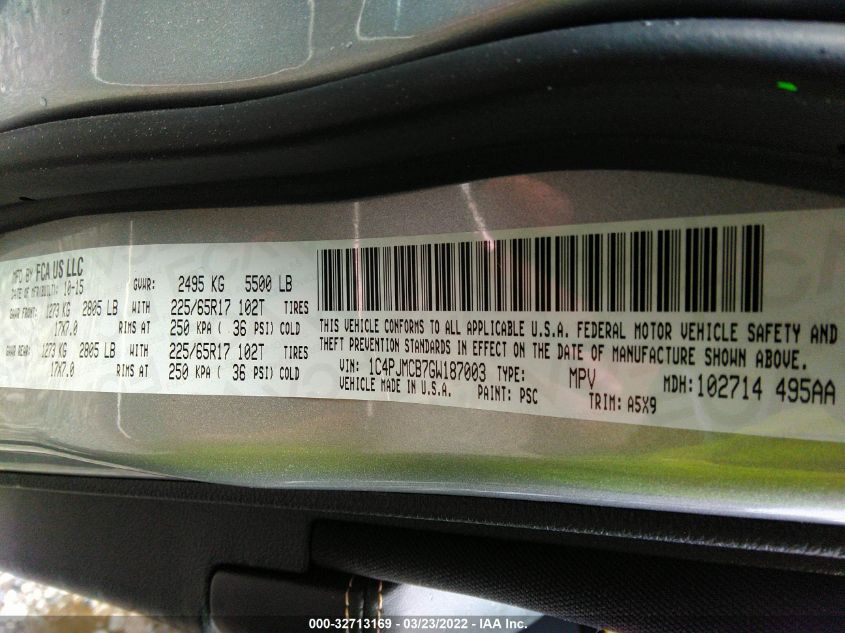 MFD BY FCA US LLC
DATE OF MFR(BUILT): 10-15
GVWR: 2495 KG 5500 LB
GAWR FRONT: 1273 KG 2805 LB WITH 225/65R17 102T TIRES
17X7.0 RIMS AT 250 KPA ( 36 PSI) COLD
GAWR REAR: 1273 KG 2805 LB WITH 225/65R17 102T TIRES
17X7.0 RIMS AT 250 KPA ( 36 PSI) COLD
THIS VEHICLE CONFORMS TO ALL APPLICABLE U.S.A. FEDERAL MOTOR VEHICLE SAFETY AND
THEFT PREVENTION STANDARDS IN EFFECT ON THE DATE OF MANUFACTURE SHOWN ABOVE.
VIN: 1C4PJMCB7GW187003 TYPE: MPV MDH:102714 495AA
VEHICLE MADE IN U.S.A. PAINT: PSC TRIM: A5X9
000-32713169 - 03/23/2022 - IAA Inc.